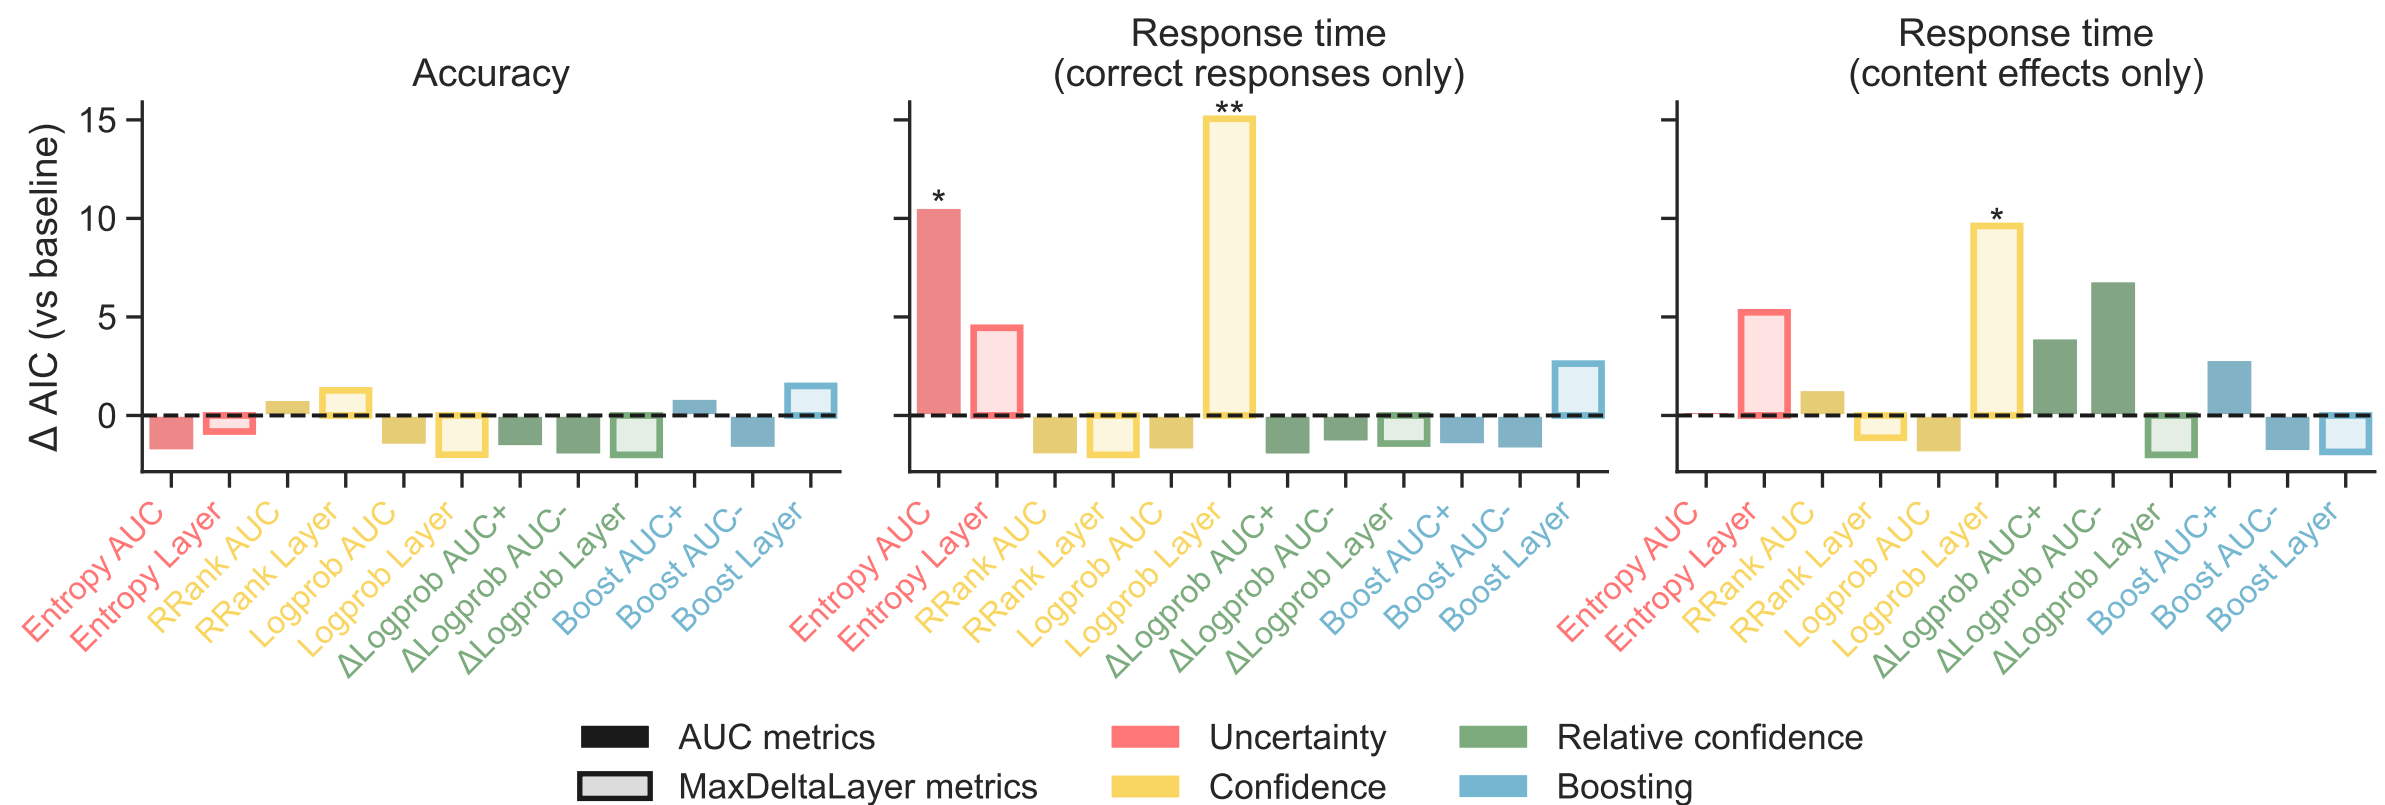 Accuracy
Response time
(correct responses only)
Response time
(content effects only)
Δ AIC (vs baseline)
15
10
5
0
*
**
*
Entropy AUC
Entropy Layer
RRank AUC
RRank Layer
Logprob AUC
Logprob Layer
ΔLogprob AUC+
ΔLogprob AUC-
ΔLogprob Layer
Boost AUC+
Boost AUC-
Boost Layer
Entropy AUC
Entropy Layer
RRank AUC
RRank Layer
Logprob AUC
Logprob Layer
ΔLogprob AUC+
ΔLogprob AUC-
ΔLogprob Layer
Boost AUC+
Boost AUC-
Boost Layer
Entropy AUC
Entropy Layer
RRank AUC
RRank Layer
Logprob AUC
Logprob Layer
ΔLogprob AUC+
ΔLogprob AUC-
ΔLogprob Layer
Boost AUC+
Boost AUC-
Boost Layer
AUC metrics
MaxDeltaLayer metrics
Uncertainty
Confidence
Relative confidence
Boosting